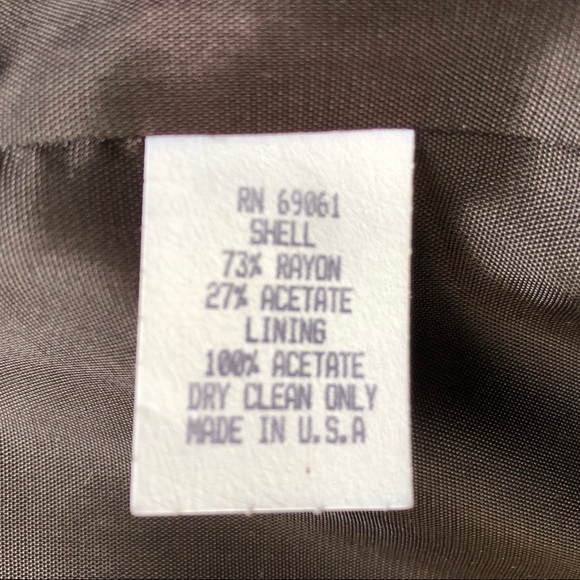 RN 69061
SHELL
73% RAYON
27% ACETATE
LINING
100% ACETATE
DRY CLEAN ONLY
MADE IN U.S.A